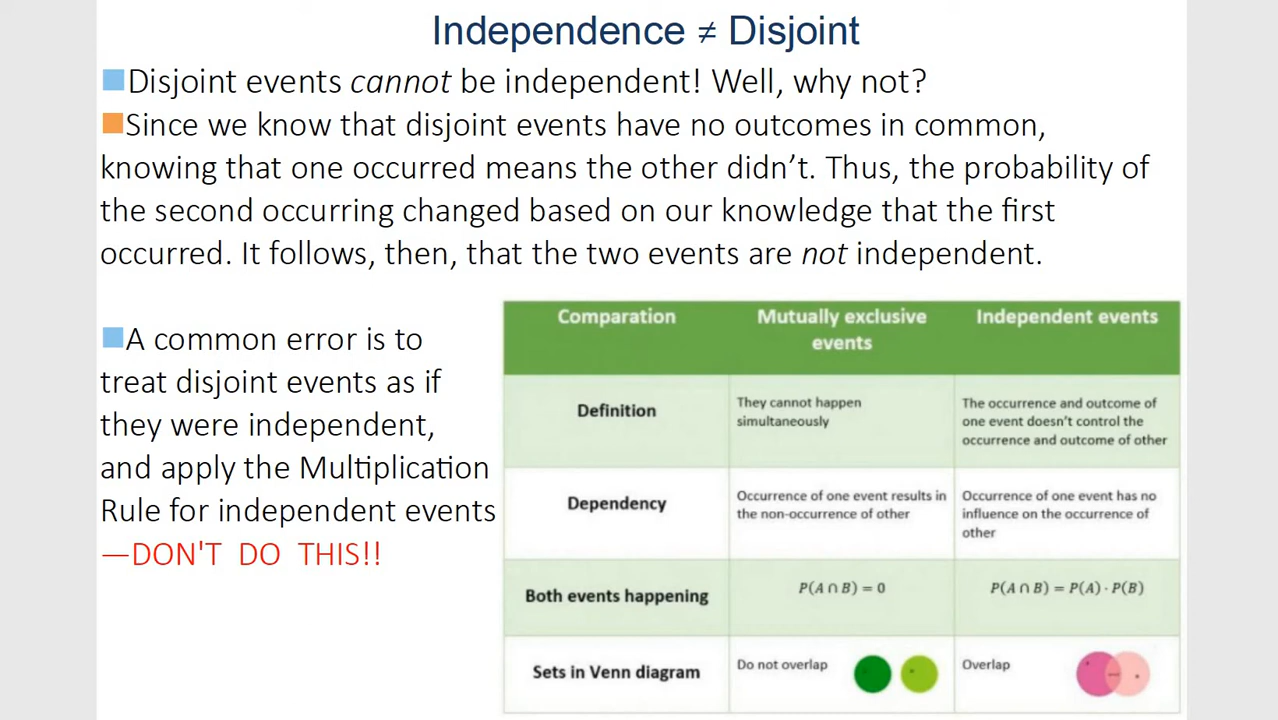 Independence ≠ Disjoint
Disjoint events cannot be independent! Well, why not?
Since we know that disjoint events have no outcomes in common,
knowing that one occurred means the other didn’t. Thus, the probability of
the second occurring changed based on our knowledge that the first
occurred. It follows, then, that the two events are not independent.
A common error is to
treat disjoint events as if
they were independent,
and apply the Multiplication
Rule for independent events
—DON'T DO THIS!!
Comparation
Mutually exclusive
events
Independent events
Definition
They cannot happen
simultaneously
The occurrence and outcome of
one event doesn’t control the
occurrence and outcome of other
Dependency
Occurrence of one event results in
the non-occurrence of other
Occurrence of one event has no
influence on the occurrence of
other
Both events happening
P(A ∩ B) = 0
P(A ∩ B) = P(A) · P(B)
Sets in Venn diagram
Do not overlap
Overlap